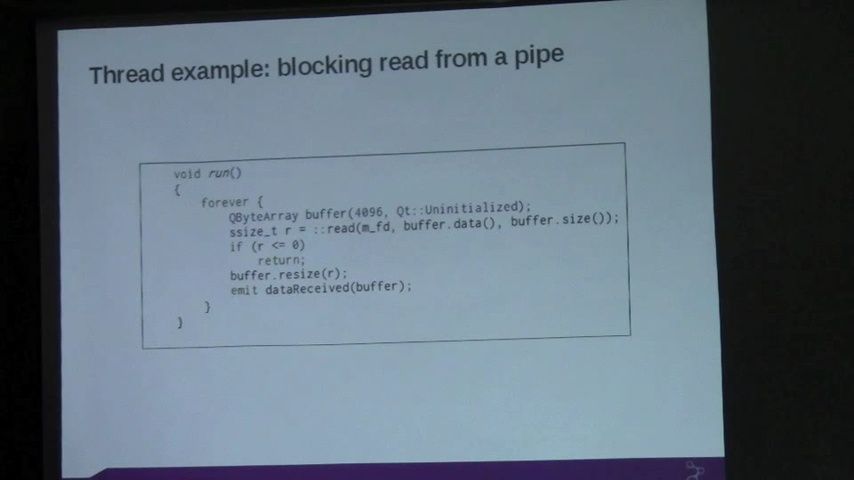 Thread example: blocking read from a pipe
void run()
{
forever {
QByteArray buffer(4096, Qt::Uninitialized);
ssize_t r = ::read(m_fd, buffer.data(), buffer.size());
if (r <= 0)
return;
buffer.resize(r);
emit dataReceived(buffer);
}
}